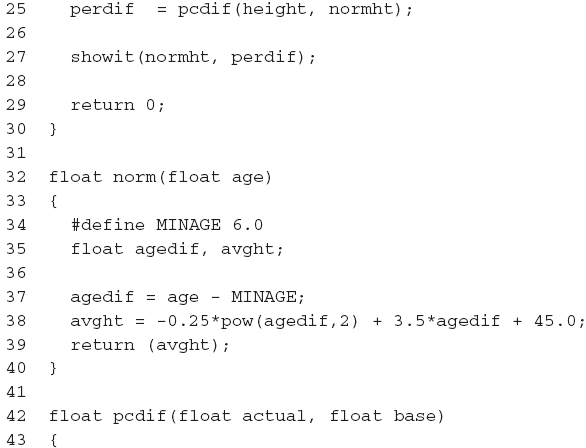 25    perdif  = pcdif(height, normht);
26
27    showit(normht, perdif);
28
29    return 0;
30  }
31
32  float norm(float age)
33  {
34    #define MINAGE 6.0
35    float agedif, avght;
36
37    agedif = age - MINAGE;
38    avght = -0.25*pow(agedif,2) + 3.5*agedif + 45.0;
39    return (avght);
40  }
41
42  float pcdif(float actual, float base)
43  {